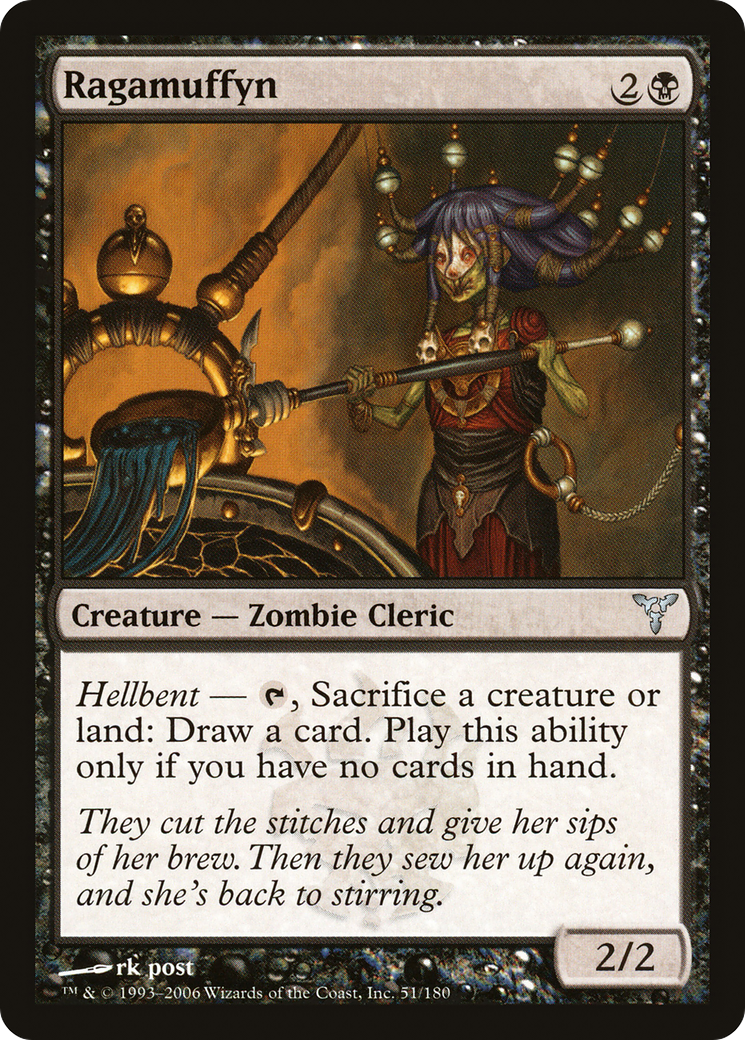 Ragamuffyn 2
Creature — Zombie Cleric
Hellbent — , Sacrifice a creature or
land: Draw a card. Play this ability
only if you have no cards in hand.
They cut the stitches and give her sips
of her brew. Then they sew her up again,
and she's back to stirring.
2/2
rk post
™ & © 1993–2006 Wizards of the Coast, Inc. 51/180